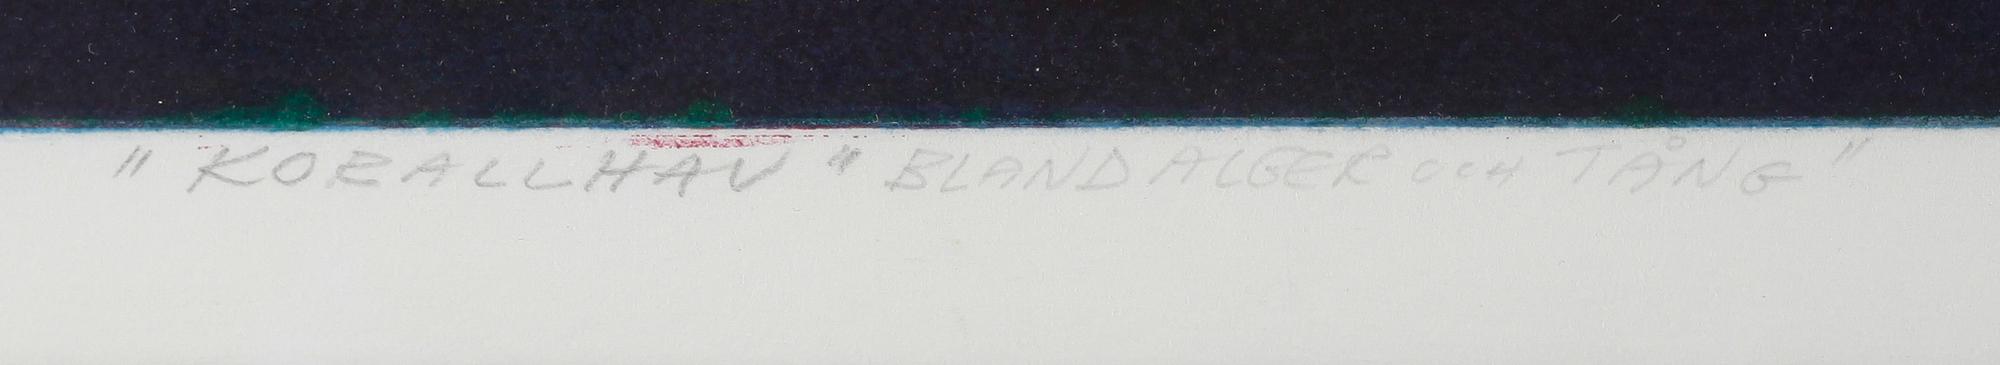 "KORALLHAV" BLAND ALGER och TÅNG"